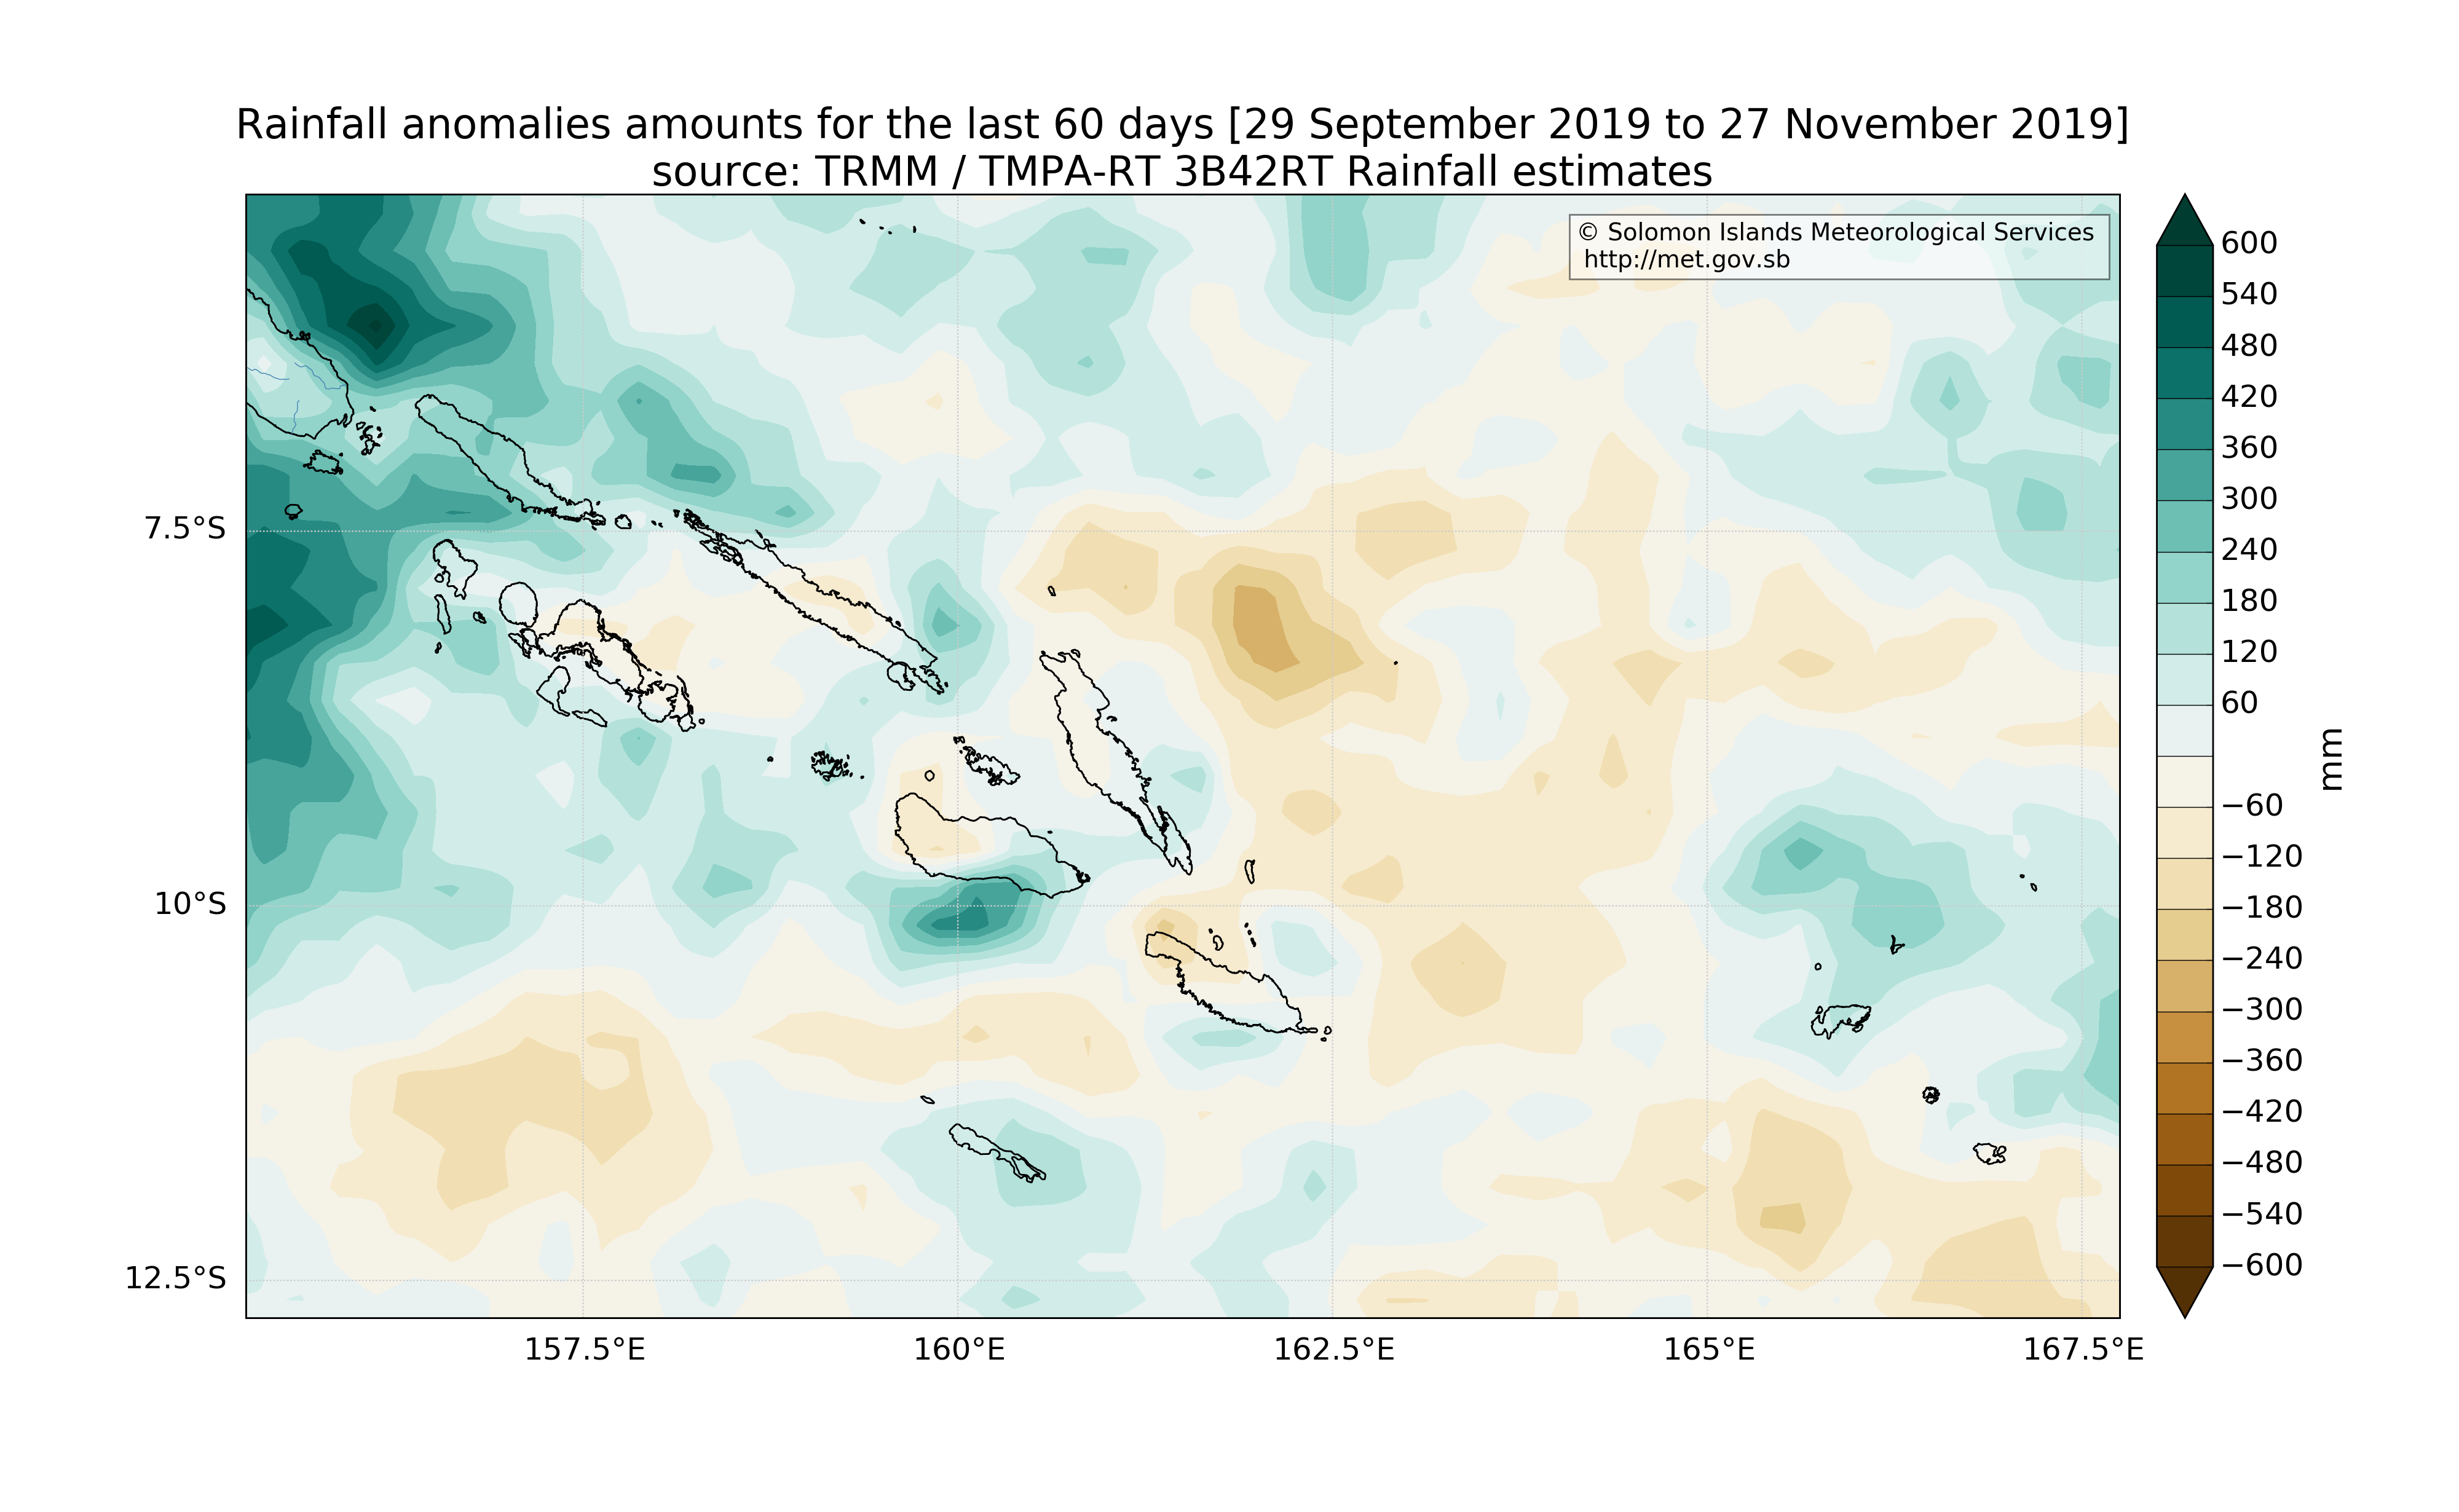 Rainfall anomalies amounts for the last 60 days [29 September 2019 to 27 November 2019]
source: TRMM / TMPA-RT 3B42RT Rainfall estimates
© Solomon Islands Meteorological Services
http://met.gov.sb
7.5°S
10°S
12.5°S
157.5°E
160°E
162.5°E
165°E
167.5°E
600
540
480
420
360
300
240
180
120
60
−60
−120
−180
−240
−300
−360
−420
−480
−540
−600
mm